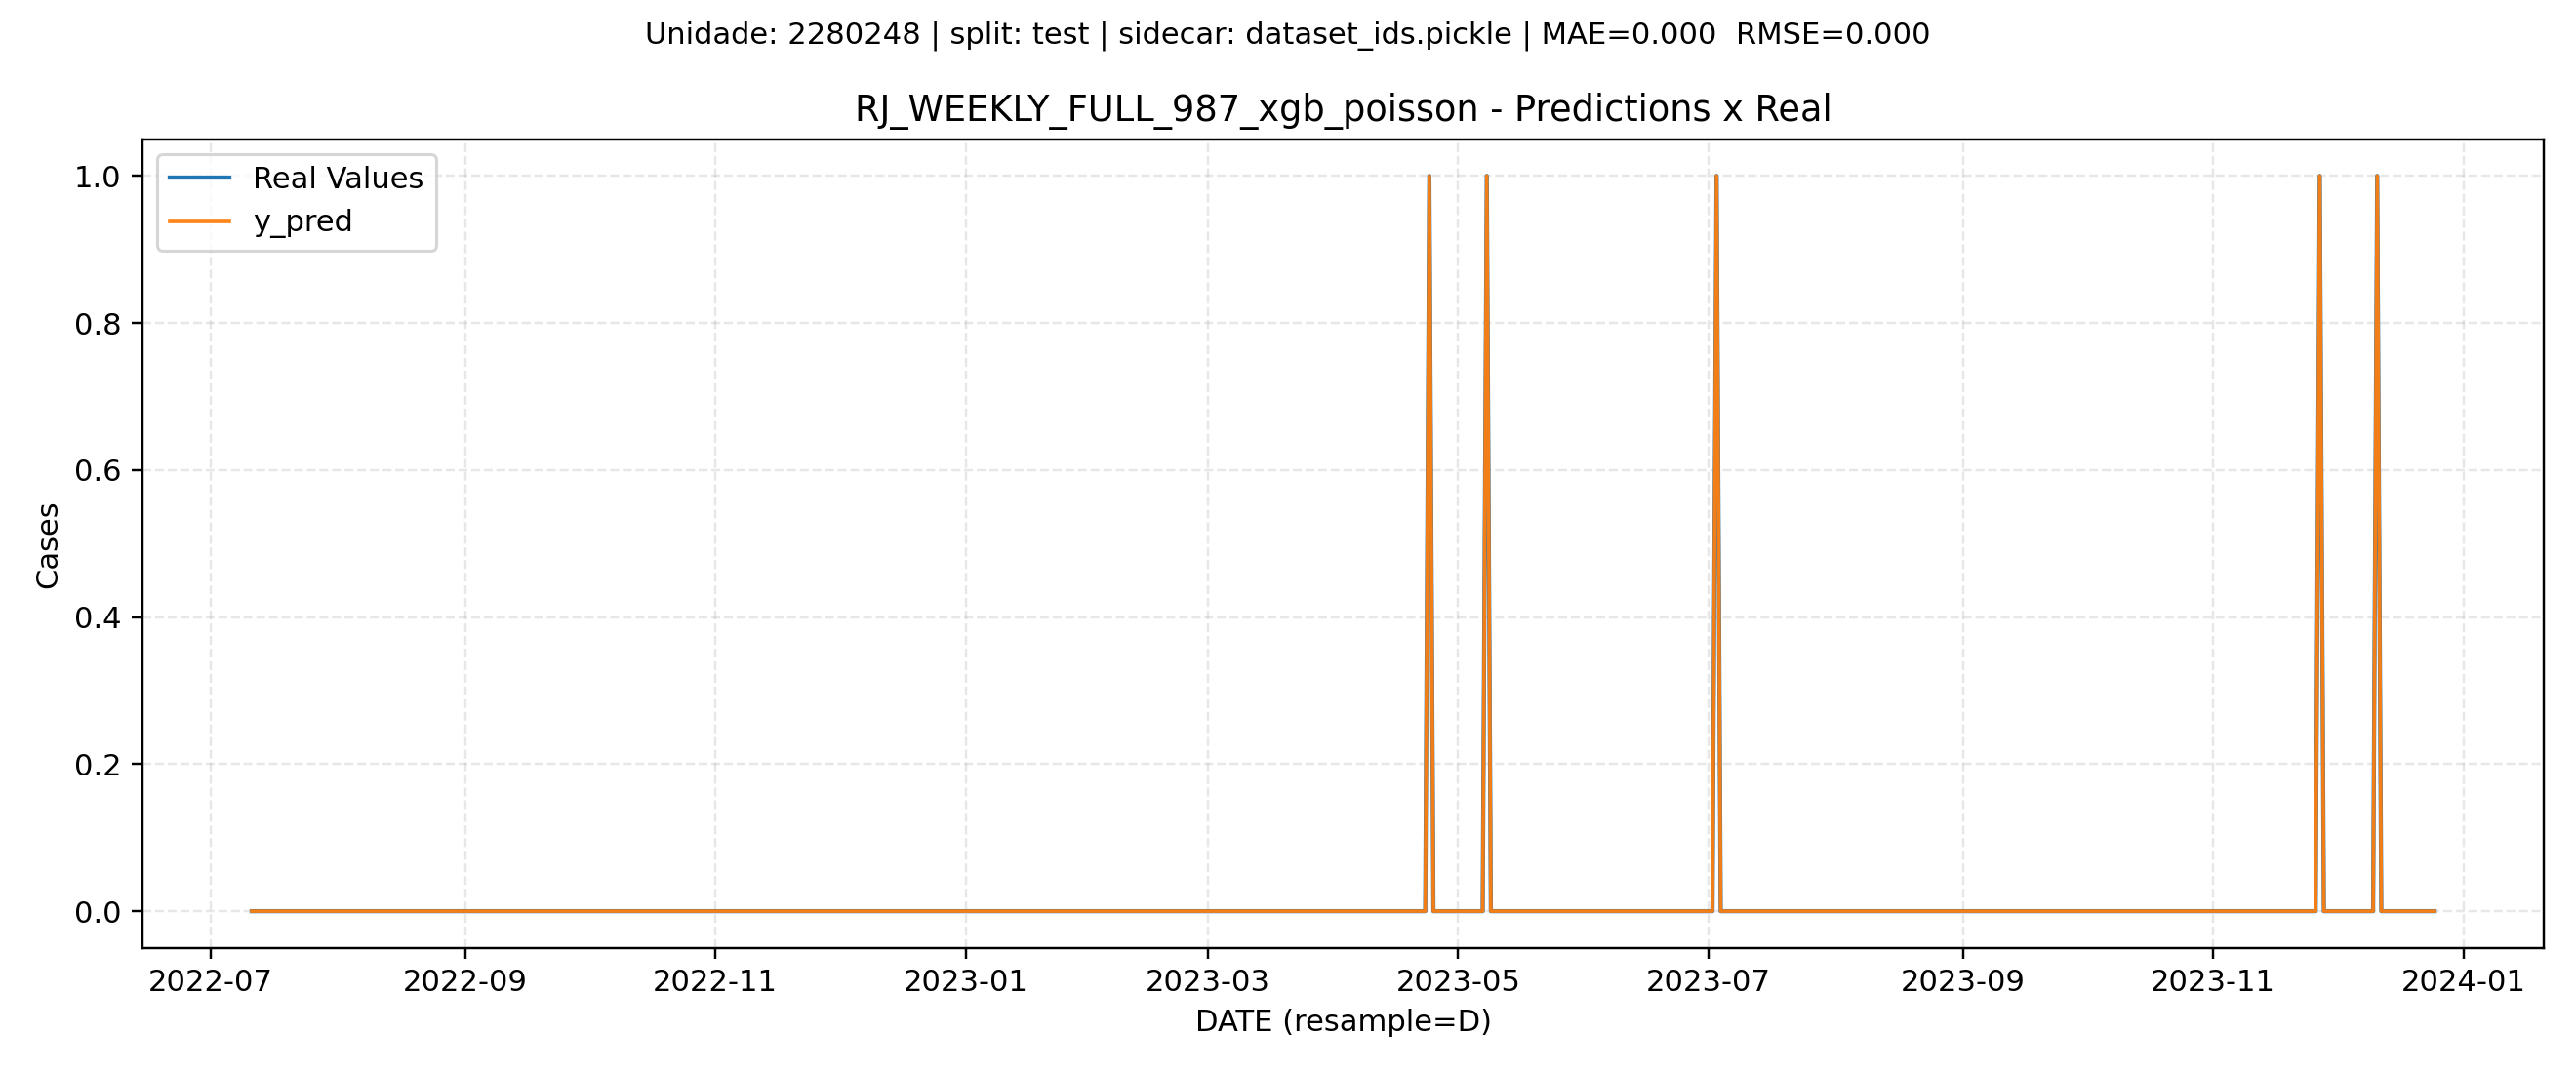 Unidade: 2280248 | split: test | sidecar: dataset_ids.pickle | MAE=0.000  RMSE=0.000
RJ_WEEKLY_FULL_987_xgb_poisson - Predictions x Real
Real Values
y_pred
1.0
0.8
0.6
0.4
0.2
0.0
Cases
2022-07 2022-09 2022-11 2023-01 2023-03 2023-05 2023-07 2023-09 2023-11 2024-01
DATE (resample=D)